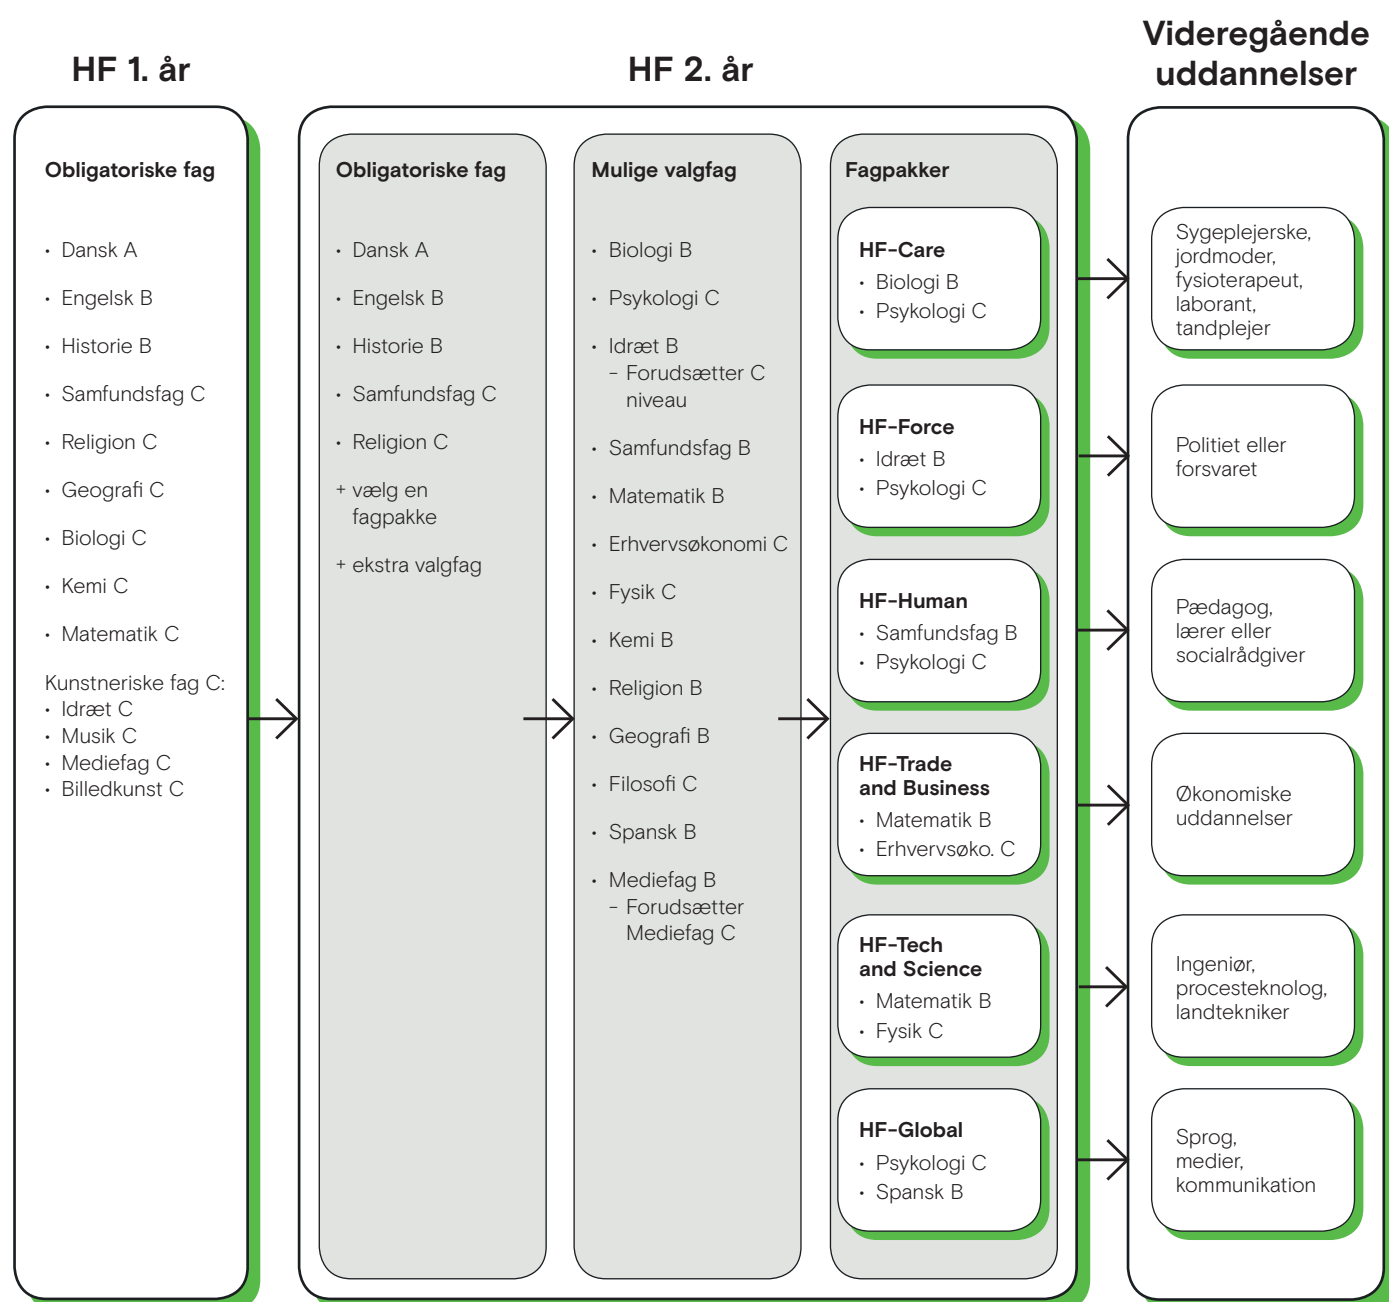 HF 1. år
Obligatoriske fag
• Dansk A
• Engelsk B
• Historie B
• Samfundsfag C
• Religion C
• Geografi C
• Biologi C
• Kemi C
• Matematik C
Kunstneriske fag C:
• Idræt C
• Musik C
• Mediefag C
• Billedkunst C
HF 2. år
Obligatoriske fag
• Dansk A
• Engelsk B
• Historie B
• Samfundsfag C
• Religion C
+ vælg en
fagpakke
+ ekstra valgfag
Mulige valgfag
• Biologi B
• Psykologi C
• Idræt B
– Forudsætter C
niveau
• Samfundsfag B
• Matematik B
• Erhvervsøkonomi C
• Fysik C
• Kemi B
• Religion B
• Geografi B
• Filosofi C
• Spansk B
• Mediefag B
– Forudsætter
Mediefag C
Fagpakker
HF-Care
• Biologi B
• Psykologi C
HF-Force
• Idræt B
• Psykologi C
HF-Human
• Samfundsfag B
• Psykologi C
HF-Trade
and Business
• Matematik B
• Erhvervsøko. C
HF-Tech
and Science
• Matematik B
• Fysik C
HF-Global
• Psykologi C
• Spansk B
Videregående
uddannelser
Sygeplejerske,
jordmoder,
fysioterapeut,
laborant,
tandplejer
Politiet eller
forsvaret
Pædagog,
lærer eller
socialrådgiver
Økonomiske
uddannelser
Ingeniør,
procesteknolog,
landtekniker
Sprog,
medier,
kommunikation